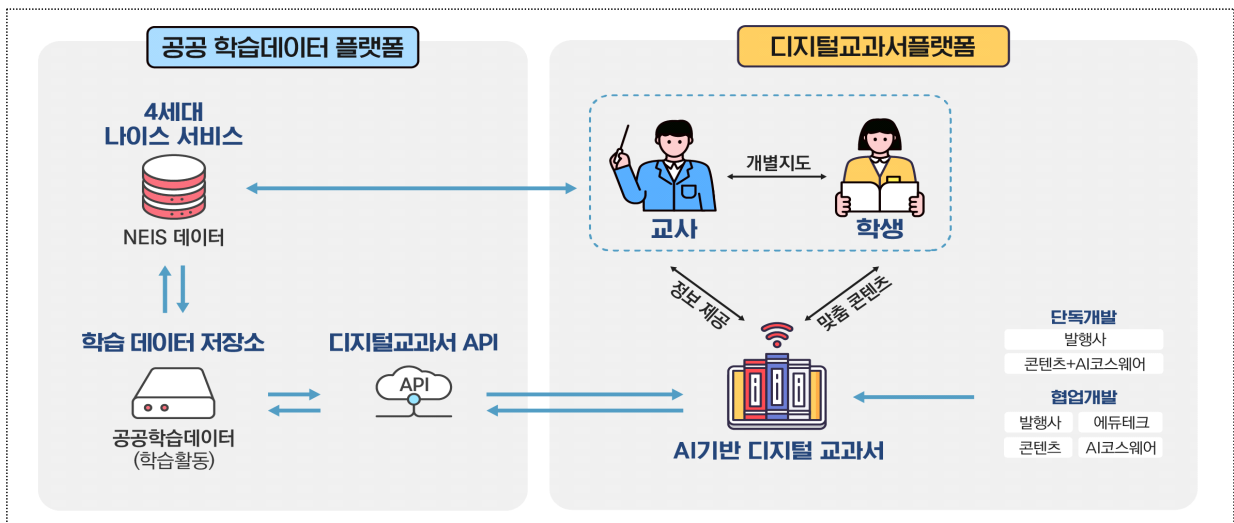 공공 학습데이터 플랫폼
4세대
나이스 서비스
NEIS 데이터
학습 데이터 저장소
공공학습데이터
(학습활동)
디지털교과서 API
API
디지털교과서플랫폼
개별지도
교사
학생
정보 제공
맞춤 콘텐츠
AI기반 디지털 교과서
단독개발
발행사
콘텐츠+AI코스웨어
협업개발
발행사 에듀테크
콘텐츠 AI코스웨어